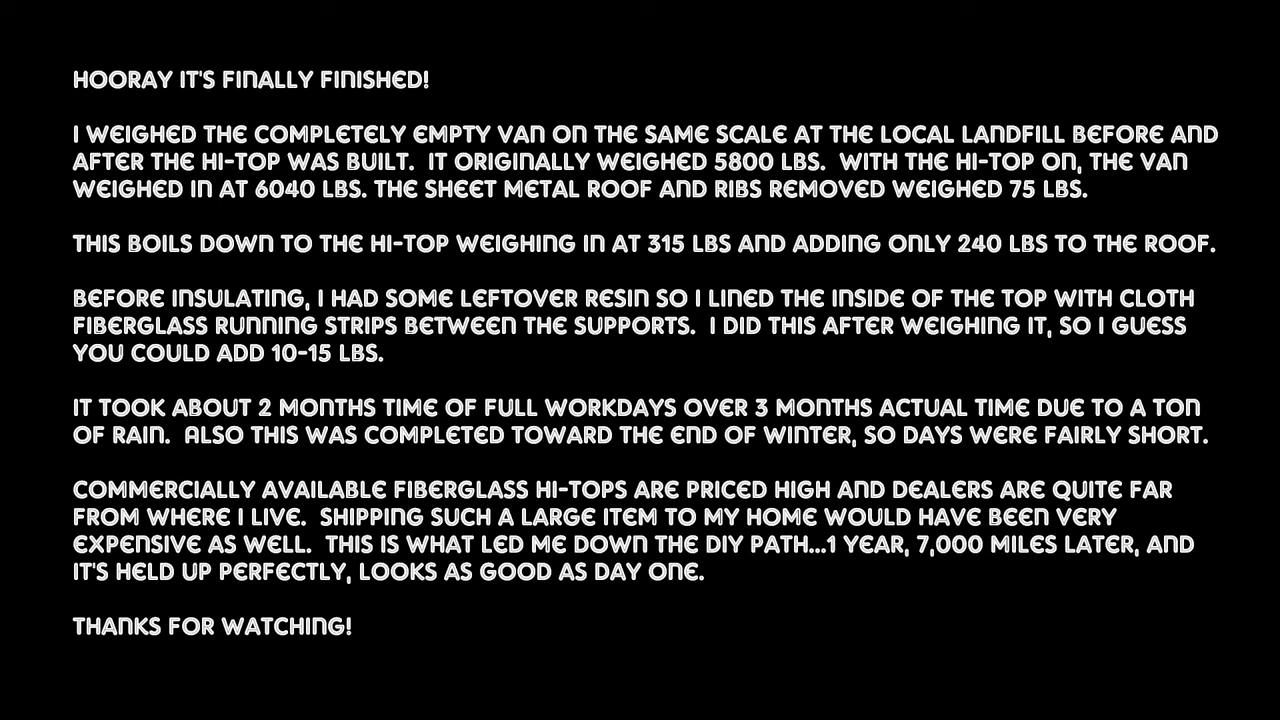 HOORAY IT'S FINALLY FINISHED!
I WEIGHED THE COMPLETELY EMPTY VAN ON THE SAME SCALE AT THE LOCAL LANDFILL BEFORE AND
AFTER THE HI-TOP WAS BUILT.  IT ORIGINALLY WEIGHED 5800 LBS.  WITH THE HI-TOP ON, THE VAN
WEIGHED IN AT 6040 LBS. THE SHEET METAL ROOF AND RIBS REMOVED WEIGHED 75 LBS.
THIS BOILS DOWN TO THE HI-TOP WEIGHING IN AT 315 LBS AND ADDING ONLY 240 LBS TO THE ROOF.
BEFORE INSULATING, I HAD SOME LEFTOVER RESIN SO I LINED THE INSIDE OF THE TOP WITH CLOTH
FIBERGLASS RUNNING STRIPS BETWEEN THE SUPPORTS.  I DID THIS AFTER WEIGHING IT, SO I GUESS
YOU COULD ADD 10-15 LBS.
IT TOOK ABOUT 2 MONTHS TIME OF FULL WORKDAYS OVER 3 MONTHS ACTUAL TIME DUE TO A TON
OF RAIN.  ALSO THIS WAS COMPLETED TOWARD THE END OF WINTER, SO DAYS WERE FAIRLY SHORT.
COMMERCIALLY AVAILABLE FIBERGLASS HI-TOPS ARE PRICED HIGH AND DEALERS ARE QUITE FAR
FROM WHERE I LIVE.  SHIPPING SUCH A LARGE ITEM TO MY HOME WOULD HAVE BEEN VERY
EXPENSIVE AS WELL.  THIS IS WHAT LED ME DOWN THE DIY PATH...1 YEAR, 7,000 MILES LATER, AND
IT'S HELD UP PERFECTLY, LOOKS AS GOOD AS DAY ONE.
THANKS FOR WATCHING!